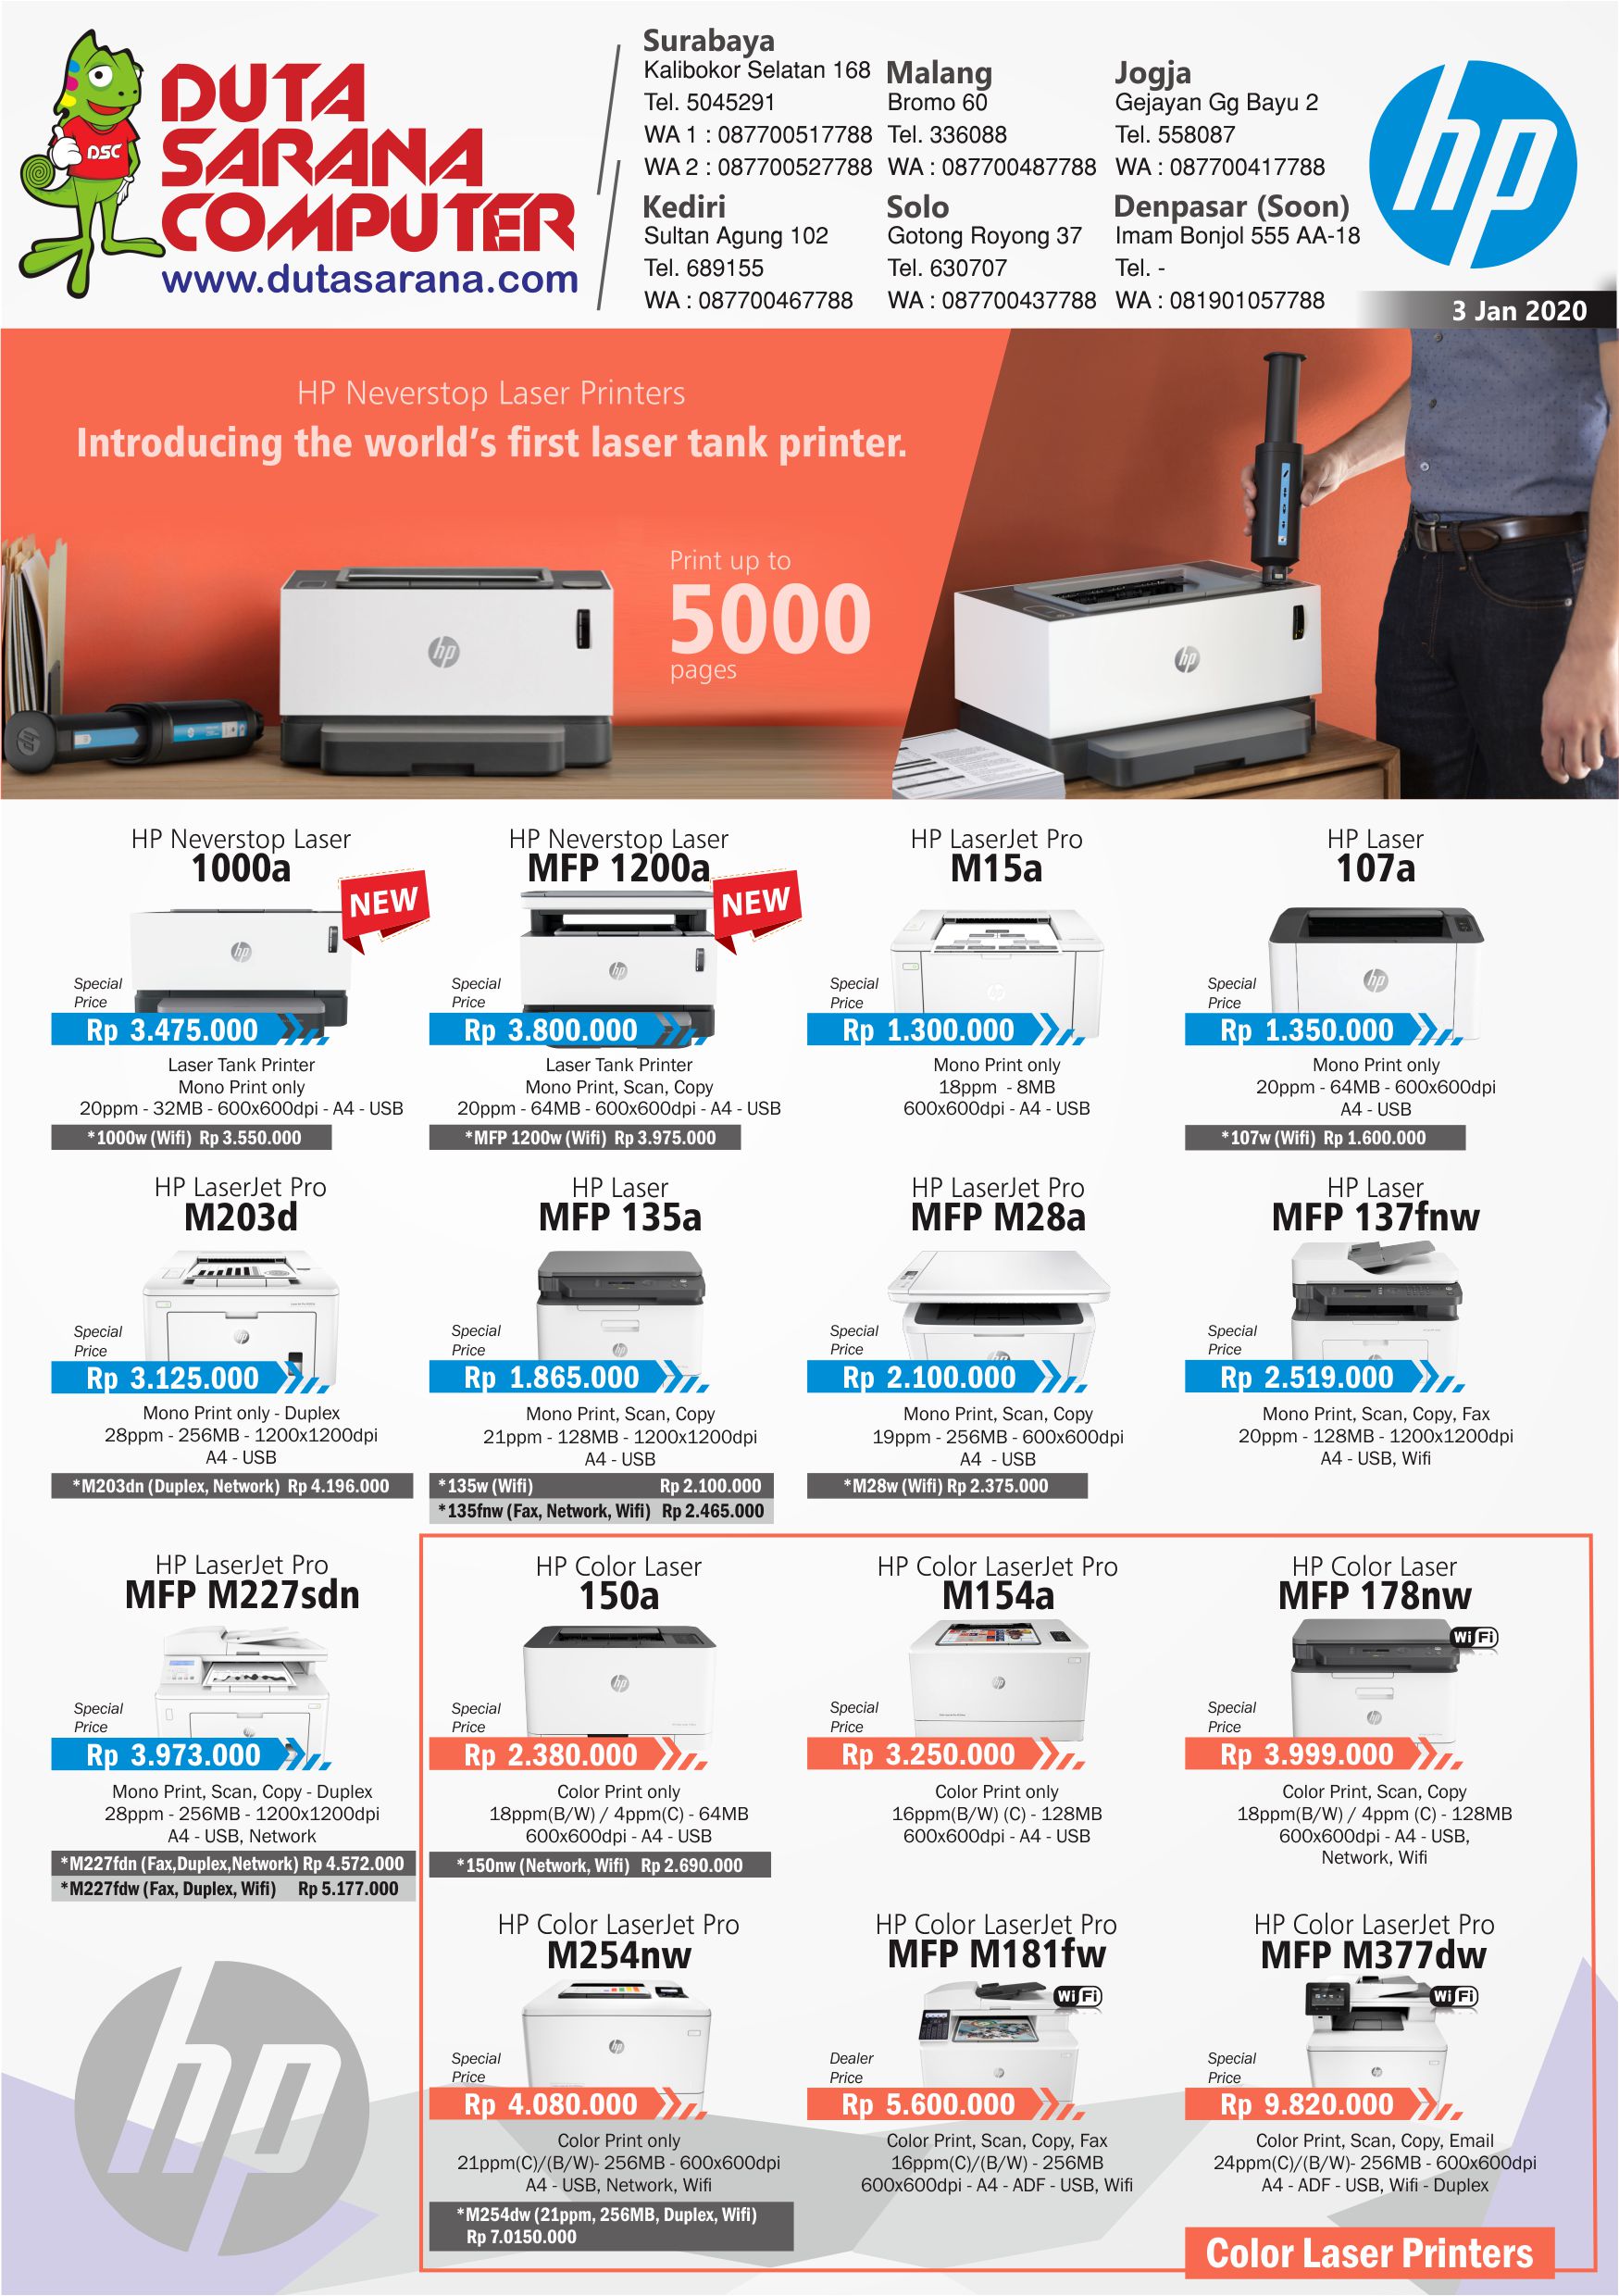 DUTA
SARANA
COMPUTER
www.dutasarana.com
DSC
Surabaya
Kalibokor Selatan 168
Tel. 5045291
WA 1 : 087700517788
WA 2 : 087700527788
Malang
Bromo 60
Tel. 336088
WA : 087700487788
Jogja
Gejayan Gg Bayu 2
Tel. 558087
WA : 087700417788
Kediri
Sultan Agung 102
Tel. 689155
WA : 087700467788
Solo
Gotong Royong 37
Tel. 630707
WA : 087700437788
Denpasar (Soon)
Imam Bonjol 555 AA-18
Tel. -
WA : 081901057788
hp
3 Jan 2020
HP Neverstop Laser Printers
Introducing the world's first laser tank printer.
Print up to
5000
pages
HP Neverstop Laser
1000a
NEW
Special
Price
Rp 3.475.000
Laser Tank Printer
Mono Print only
20ppm - 32MB - 600x600dpi - A4 - USB
*1000w (Wifi) Rp 3.550.000
HP Neverstop Laser
MFP 1200a
NEW
Special
Price
Rp 3.800.000
Laser Tank Printer
Mono Print, Scan, Copy
20ppm - 64MB - 600x600dpi - A4 - USB
*MFP 1200w (Wifi) Rp 3.975.000
HP LaserJet Pro
M15a
Special
Price
Rp 1.300.000
Mono Print only
18ppm - 8MB
600x600dpi - A4 - USB
HP Laser
107a
Special
Price
Rp 1.350.000
Mono Print only
20ppm - 64MB - 600x600dpi
A4 - USB
*107w (Wifi) Rp 1.600.000
HP LaserJet Pro
M203d
Special
Price
Rp 3.125.000
Mono Print only - Duplex
28ppm - 256MB - 1200x1200dpi
A4 - USB
*M203dn (Duplex, Network) Rp 4.196.000
HP Laser
MFP 135a
Special
Price
Rp 1.865.000
Mono Print, Scan, Copy
21ppm - 128MB - 1200x1200dpi
A4 - USB
*135w (Wifi) Rp 2.100.000
*135fnw (Fax, Network, Wifi) Rp 2.465.000
HP LaserJet Pro
MFP M28a
Special
Price
Rp 2.100.000
Mono Print, Scan, Copy
19ppm - 256MB - 600x600dpi
A4 - USB
*M28w (Wifi) Rp 2.375.000
HP Laser
MFP 137fnw
Special
Price
Rp 2.519.000
Mono Print, Scan, Copy, Fax
20ppm - 128MB - 1200x1200dpi
A4 - USB, Wifi
HP LaserJet Pro
MFP M227sdn
Special
Price
Rp 3.973.000
Mono Print, Scan, Copy - Duplex
28ppm - 256MB - 1200x1200dpi
A4 - USB, Network
*M227fdn (Fax,Duplex,Network) Rp 4.572.000
*M227fdw (Fax, Duplex, Wifi) Rp 5.177.000
HP Color Laser
150a
Special
Price
Rp 2.380.000
Color Print only
18ppm(B/W) / 4ppm(C) - 64MB
600x600dpi - A4 - USB
*150nw (Network, Wifi) Rp 2.690.000
HP Color LaserJet Pro
M154a
Special
Price
Rp 3.250.000
Color Print only
16ppm(B/W) (C) - 128MB
600x600dpi - A4 - USB
HP Color Laser
MFP 178nw
WiFi
Special
Price
Rp 3.999.000
Color Print, Scan, Copy
18ppm(B/W) / 4ppm (C) - 128MB
600x600dpi - A4 - USB,
Network, Wifi
hp
HP Color LaserJet Pro
M254nw
Special
Price
Rp 4.080.000
Color Print only
21ppm(C)/(B/W)- 256MB - 600x600dpi
A4 - USB, Network, Wifi
*M254dw (21ppm, 256MB, Duplex, Wifi)
Rp 7.0150.000
HP Color LaserJet Pro
MFP M181fw
WiFi
Dealer
Price
Rp 5.600.000
Color Print, Scan, Copy, Fax
16ppm(C)/(B/W) - 256MB
600x600dpi - A4 - ADF - USB, Wifi
HP Color LaserJet Pro
MFP M377dw
WiFi
Special
Price
Rp 9.820.000
Color Print, Scan, Copy, Email
24ppm(C)/(B/W)- 256MB - 600x600dpi
A4 - ADF - USB, Wifi - Duplex
Color Laser Printers